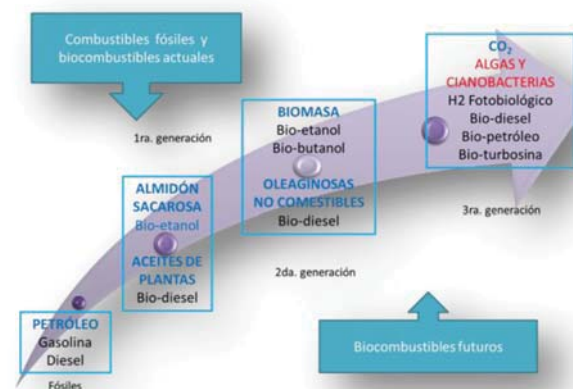 Combustibles fósiles y
biocombustibles actuales
1ra. generación
CO₂
ALGAS Y
CIANOBACTERIAS
H2 Fotobiológico
Bio-diesel
Bio-petróleo
Bio-turbosina
3ra. generación
BIOMASA
Bio-etanol
Bio-butanol
OLEAGINOSAS
NO COMESTIBLES
Bio-diesel
2da. generación
ALMIDÓN
SACAROSA
Bio-etanol
ACEITES DE
PLANTAS
Bio-diesel
PETRÓLEO
Gasolina
Diesel
Fósiles
Biocombustibles futuros